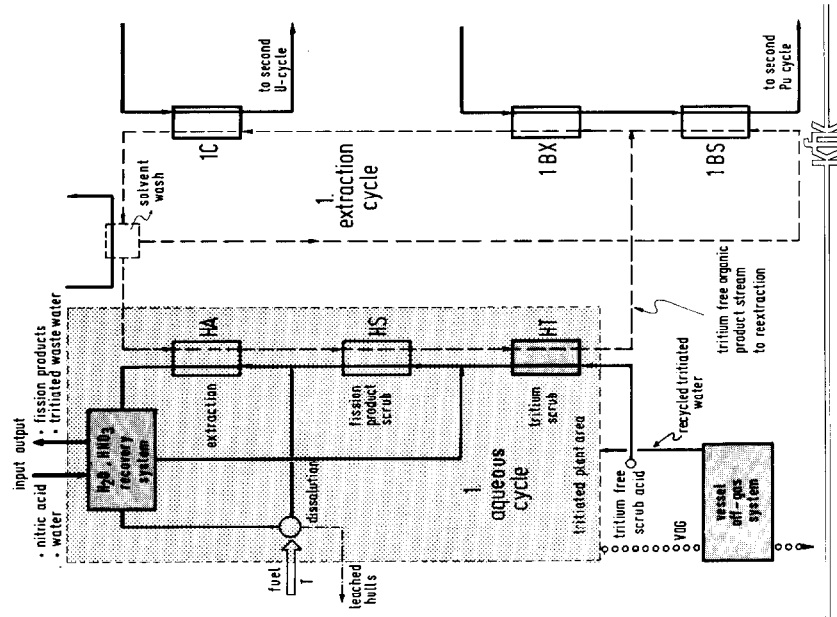 input output
• nitric acid
• water
• fission products
• tritiated waste water
H₂O, HNO₃
recovery
system
solvent
wash
fuel
T
leached
hulls
dissolution
extraction
HA
fission
product
scrub
HS
tritium
scrub
HT
1.
aqueous
cycle
1.
extraction
cycle
1C
to second
U-cycle
1BX
1BS
to second
Pu cycle
tritiated plant area
tritium free
scrub acid
recycled tritiated
water
tritium free organic
product stream
to reextraction
VOG
vessel
off-gas
system
kfk